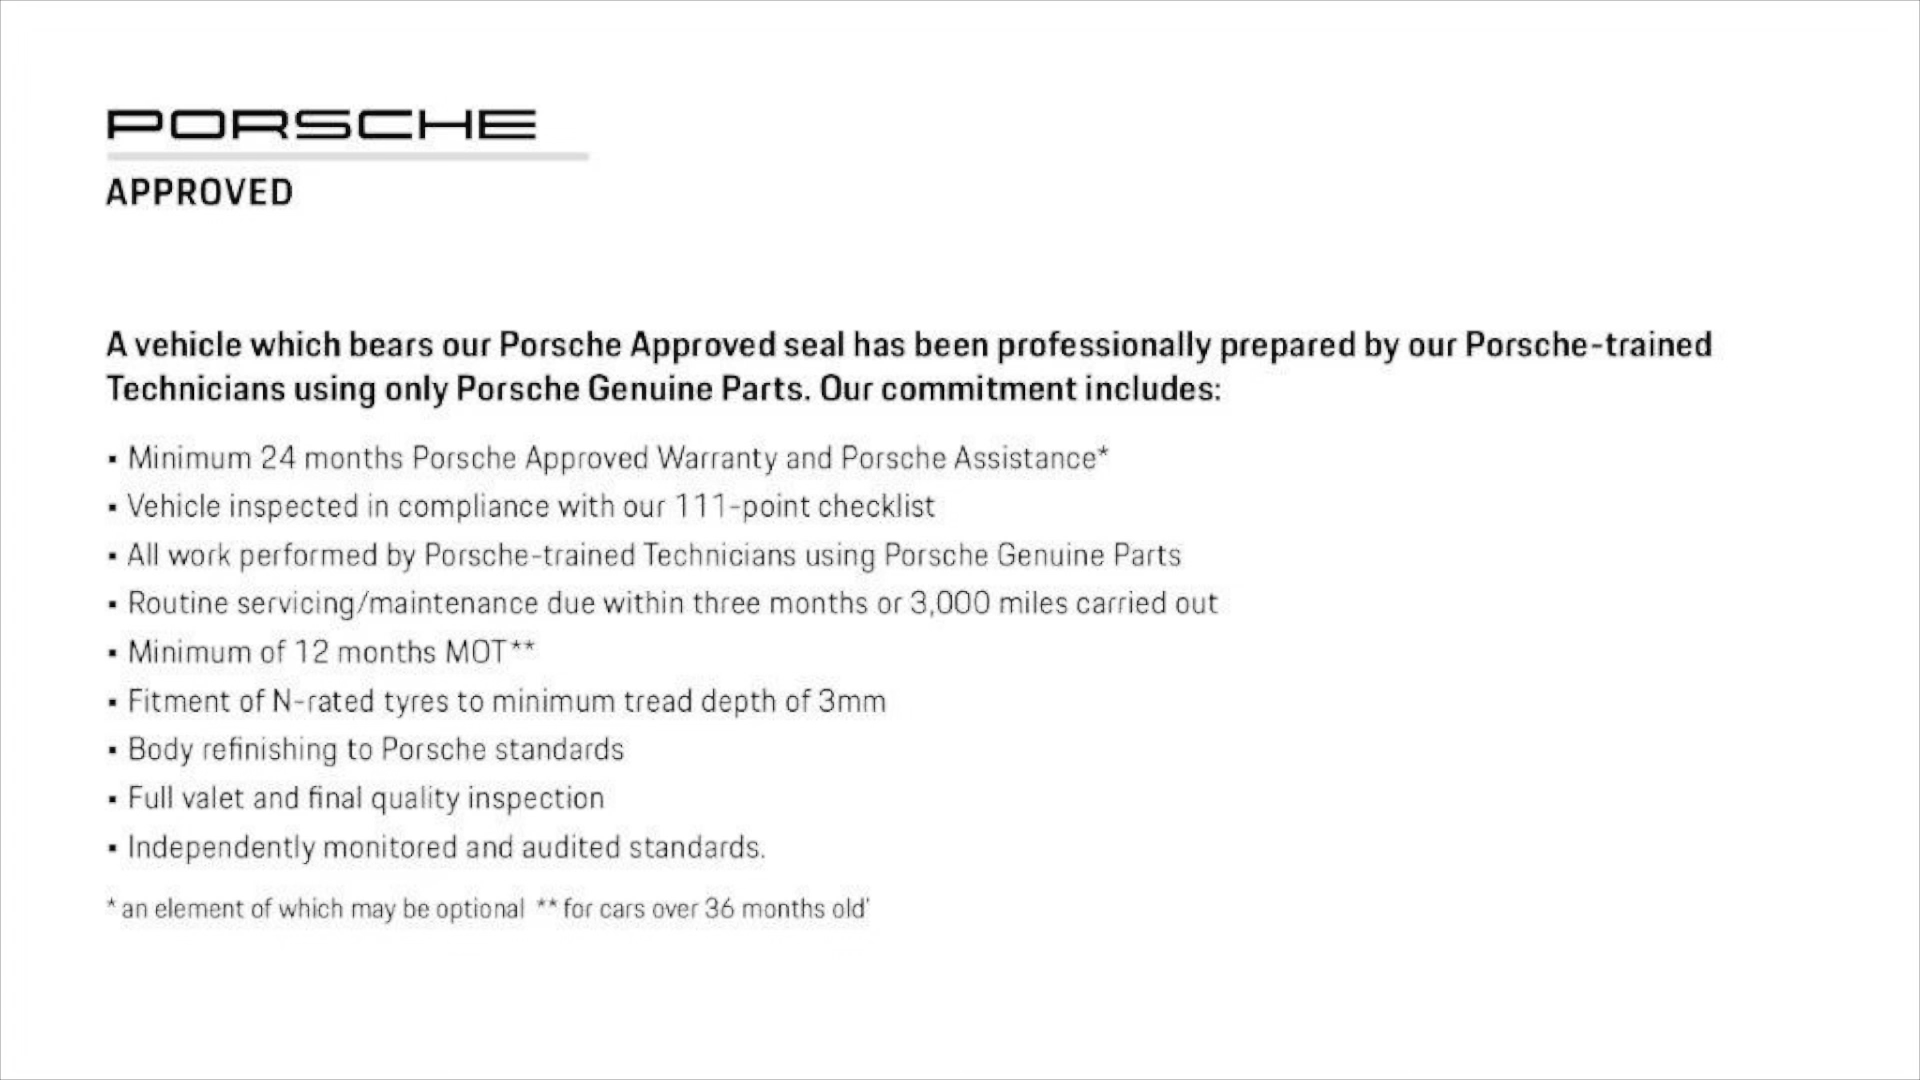 PORSCHE
APPROVED
A vehicle which bears our Porsche Approved seal has been professionally prepared by our Porsche-trained
Technicians using only Porsche Genuine Parts. Our commitment includes:
▪ Minimum 24 months Porsche Approved Warranty and Porsche Assistance*
▪ Vehicle inspected in compliance with our 111-point checklist
▪ All work performed by Porsche-trained Technicians using Porsche Genuine Parts
▪ Routine servicing/maintenance due within three months or 3,000 miles carried out
▪ Minimum of 12 months MOT**
▪ Fitment of N-rated tyres to minimum tread depth of 3mm
▪ Body refinishing to Porsche standards
▪ Full valet and final quality inspection
▪ Independently monitored and audited standards.
* an element of which may be optional ** for cars over 36 months old'